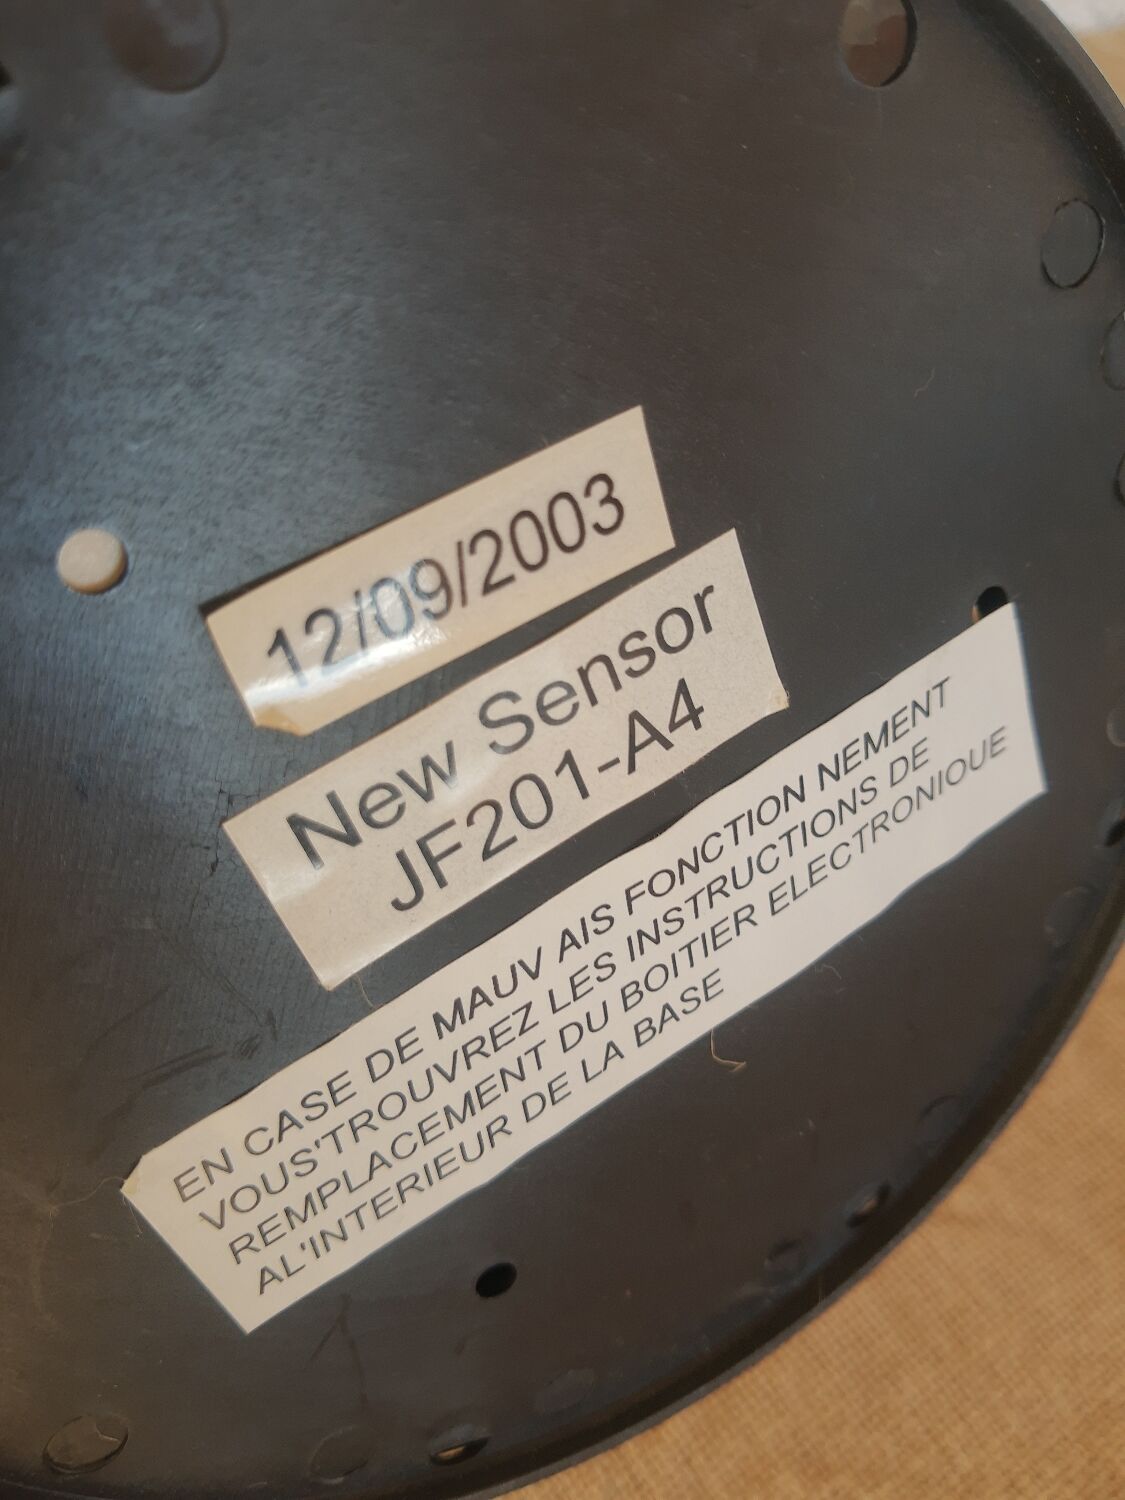 12/09/2003
New Sensor
JF201-A4
EN CASE DE MAUV AIS FONCTION NEMENT
VOUS'TROUVREZ LES INSTRUCTIONS DE
REMPLACEMENT DU BOITIER ELECTRONIOUE
AL'INTERIEUR DE LA BASE